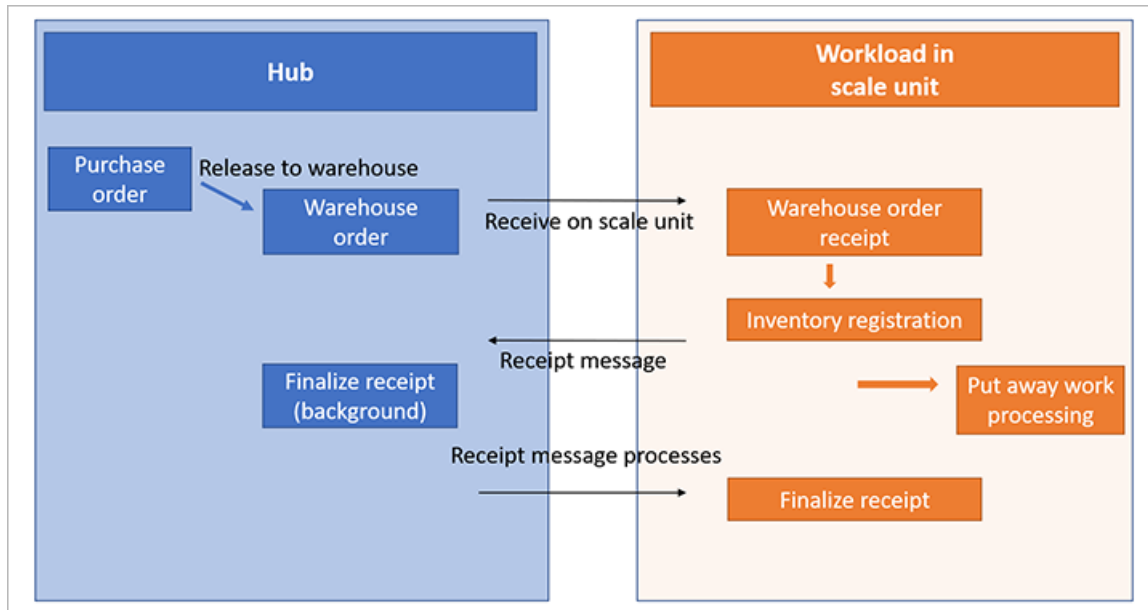 Hub
Workload in
scale unit
Purchase
order
Release to warehouse
Warehouse
order
Receive on scale unit
Warehouse order
receipt
Inventory registration
Receipt message
Finalize receipt
(background)
Put away work
processing
Receipt message processes
Finalize receipt